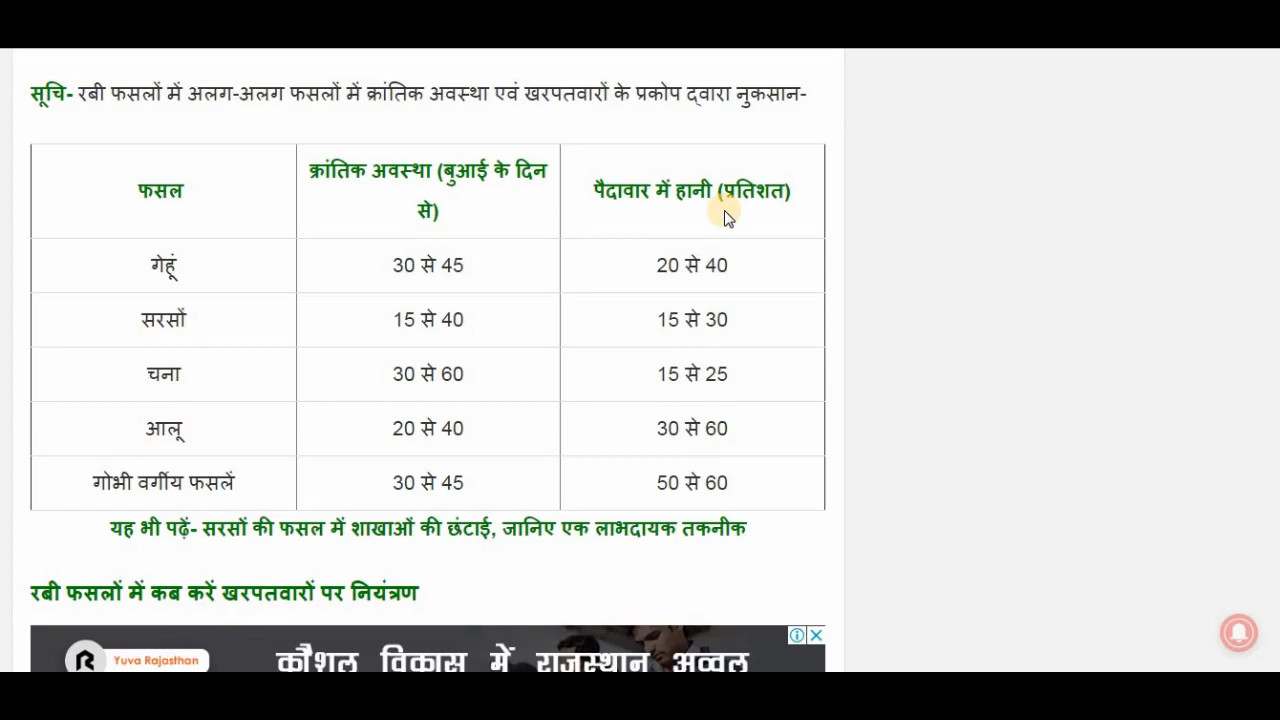 सूचि- रबी फसलों में अलग-अलग फसलों में क्रांतिक अवस्था एवं खरपतवारों के प्रकोप द्वारा नुकसान-
फसल
क्रांतिक अवस्था (बुआई के दिन
से)
पैदावार में हानी (प्रतिशत)
गेहूं 30 से 45 20 से 40
सरसों 15 से 40 15 से 30
चना 30 से 60 15 से 25
आलू 20 से 40 30 से 60
गोभी वर्गीय फसलें 30 से 45 50 से 60
यह भी पढ़ें- सरसों की फसल में शाखाओं की छंटाई, जानिए एक लाभदायक तकनीक
रबी फसलों में कब करें खरपतवारों पर नियंत्रण
Yuva Rajasthan
कौशल विकास में राजस्थान अव्वल